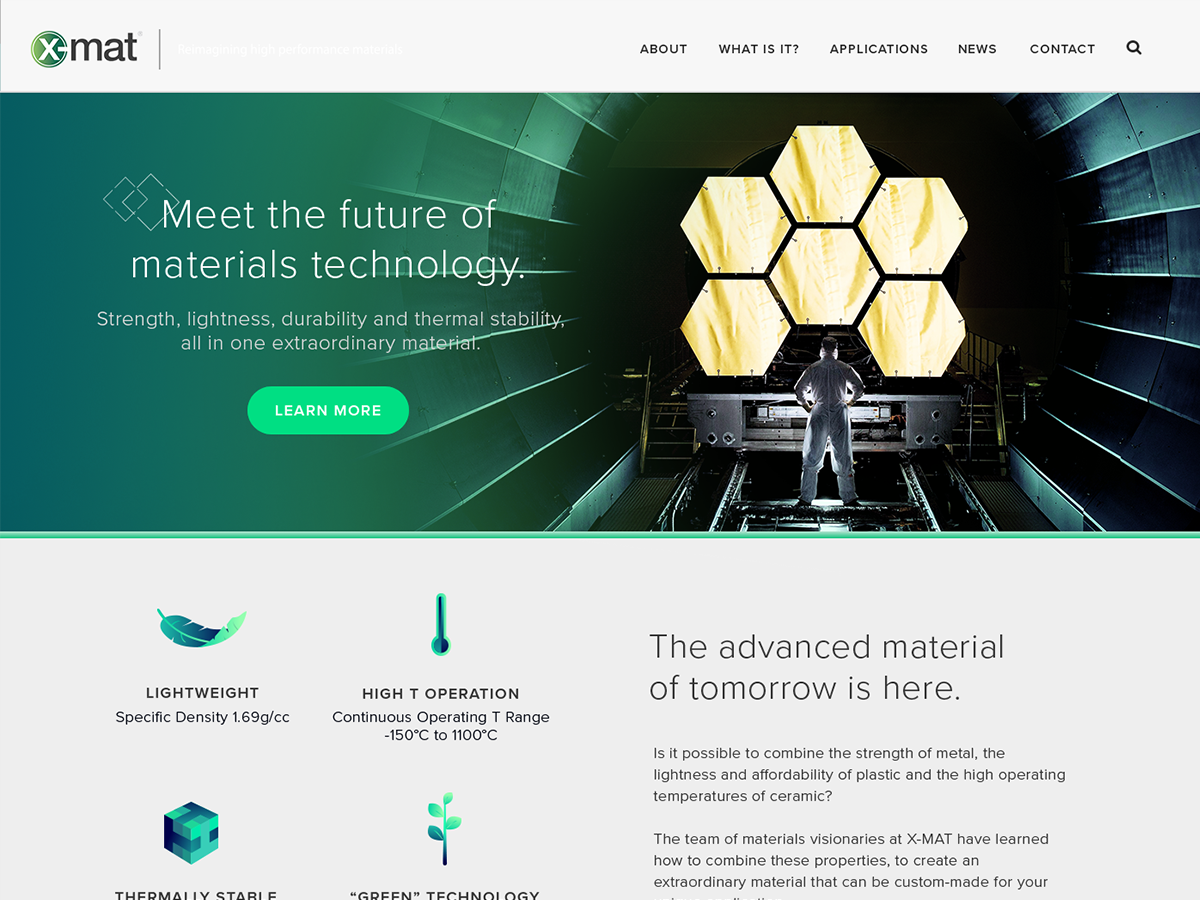 x-mat®
Reimagining high performance materials
ABOUT
WHAT IS IT?
APPLICATIONS
NEWS
CONTACT
Meet the future of
materials technology.
Strength, lightness, durability and thermal stability,
all in one extraordinary material.
LEARN MORE
LIGHTWEIGHT
Specific Density 1.69g/cc
HIGH T OPERATION
Continuous Operating T Range
-150°C to 1100°C
THERMALLY STABLE
“GREEN” TECHNOLOGY
The advanced material
of tomorrow is here.
Is it possible to combine the strength of metal, the
lightness and affordability of plastic and the high operating
temperatures of ceramic?
The team of materials visionaries at X-MAT have learned
how to combine these properties, to create an
extraordinary material that can be custom-made for your